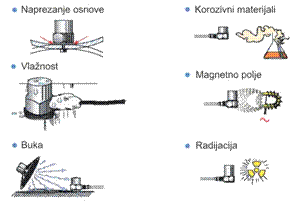 Naprezanje osnove
Korozivni materijali
Vlažnost
Magnetno polje
Buka
Radijacija